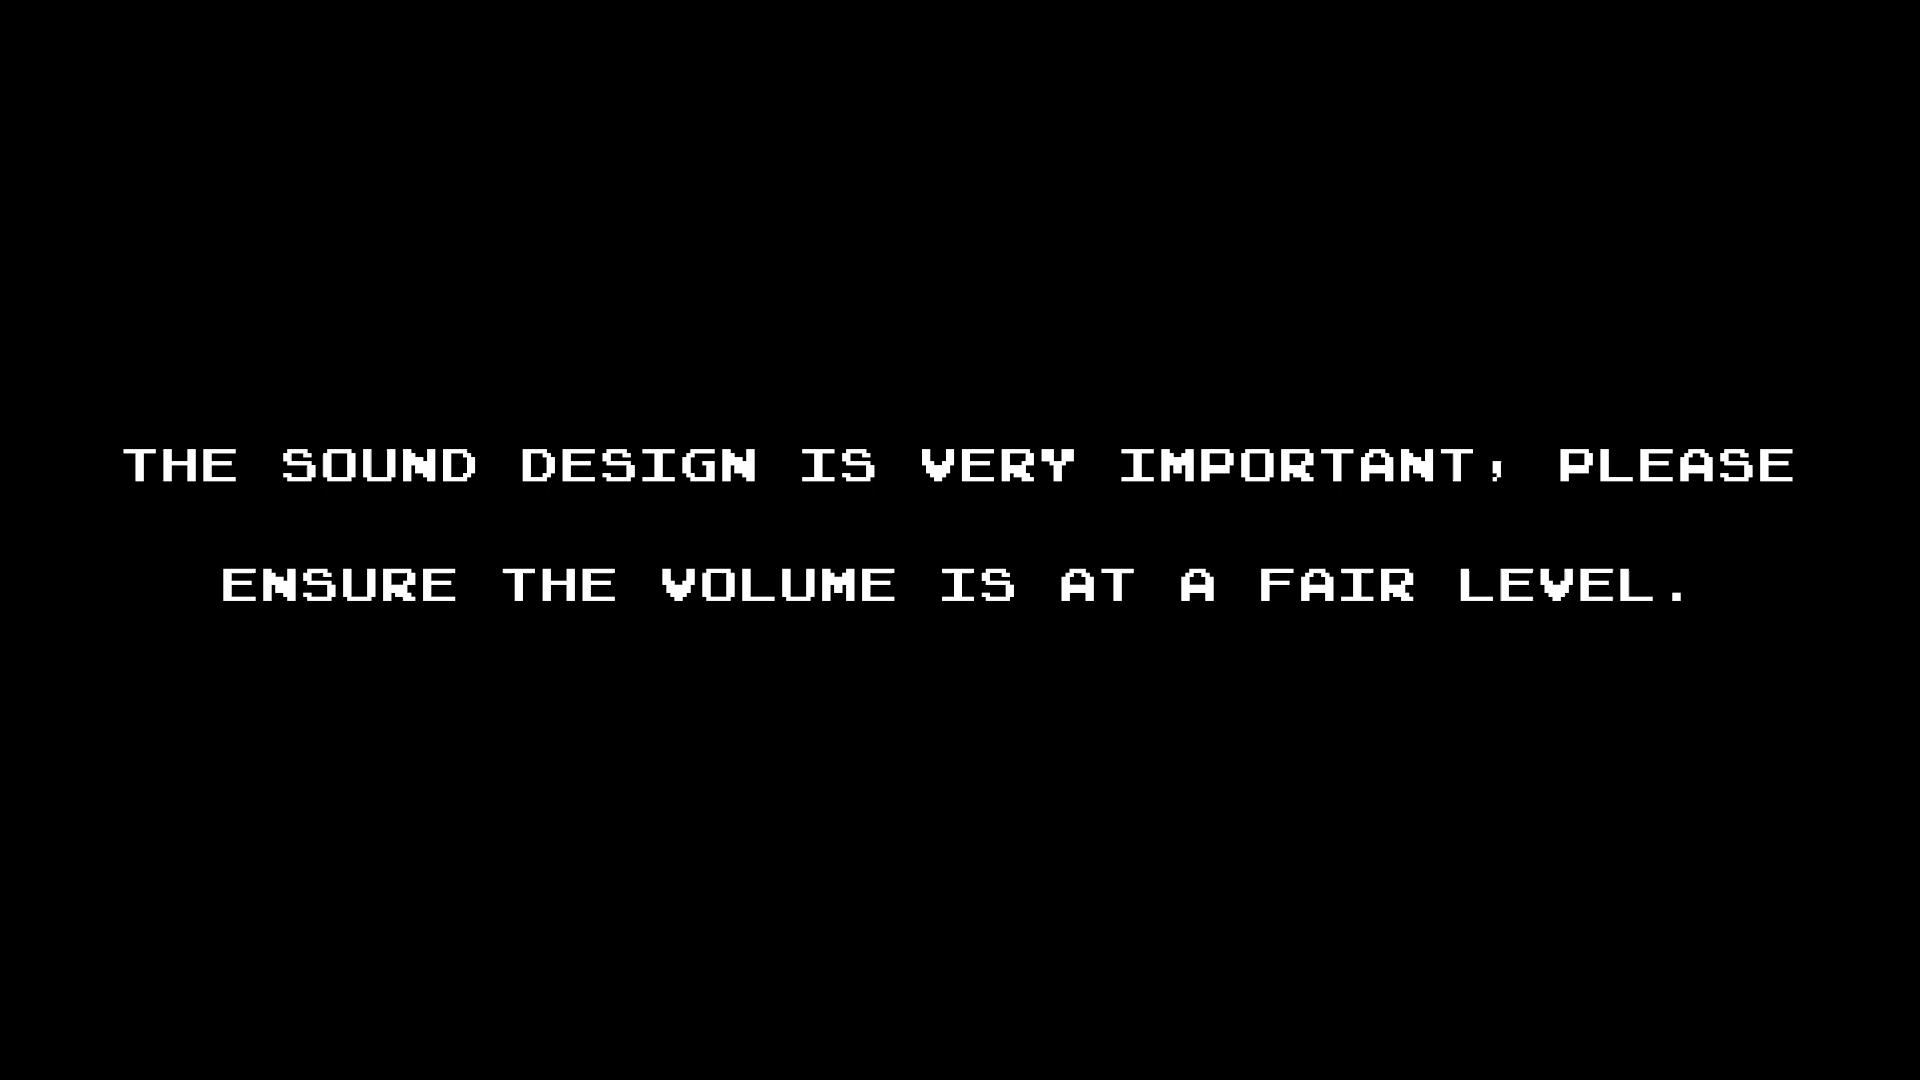 THE SOUND DESIGN IS VERY IMPORTANT; PLEASE
ENSURE THE VOLUME IS AT A FAIR LEVEL.